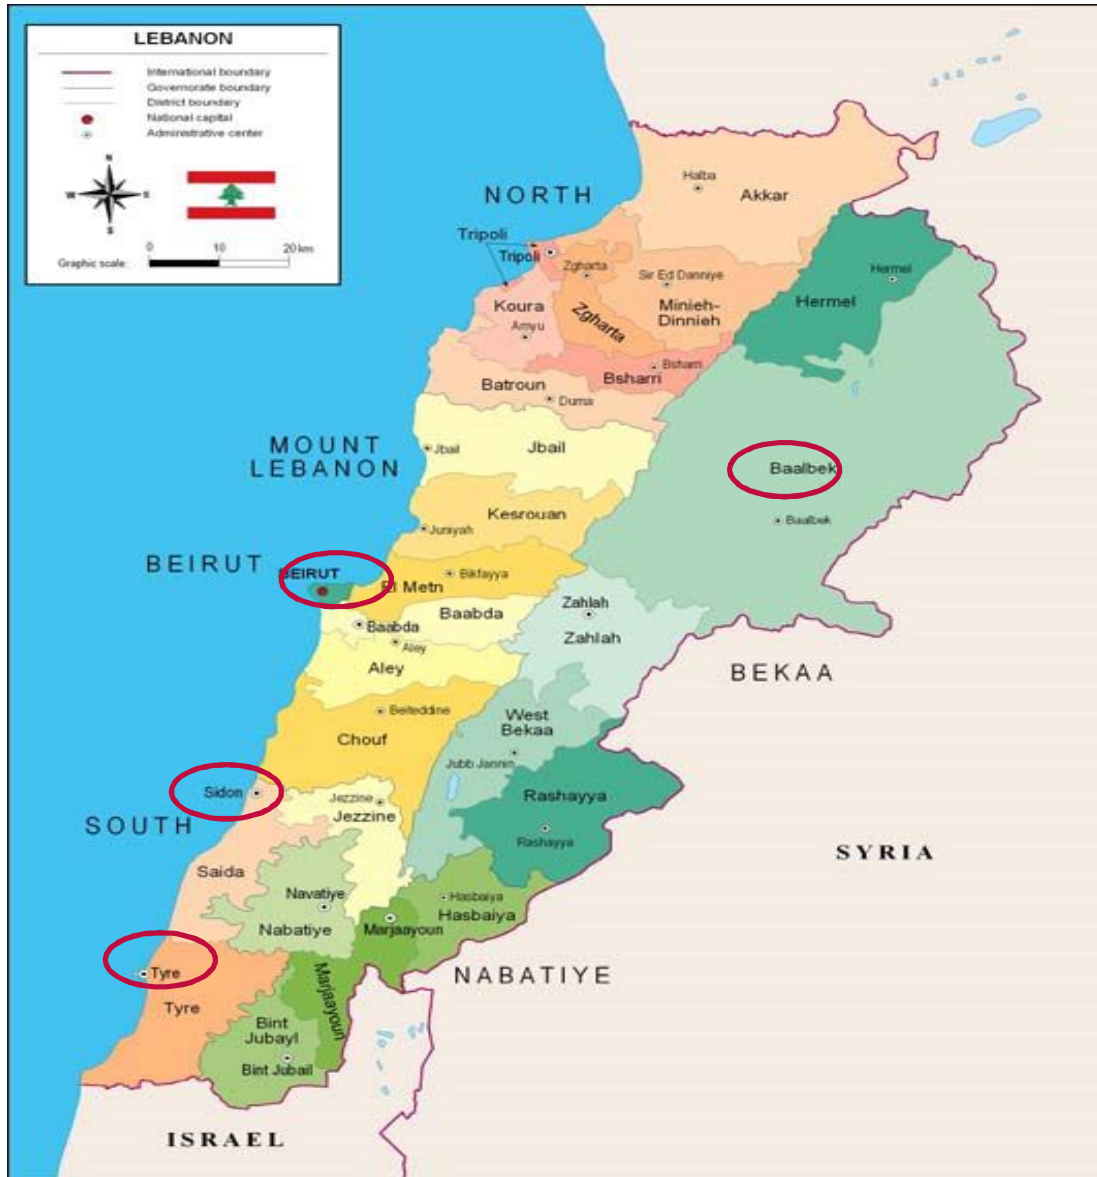 LEBANON
International boundary
Governorate boundary
District boundary
National capital
Administrative center
N
W S
S
0 10 20 km
Graphic scale:
NORTH
Halba
Akkar
Tripoli
Tripoli
Zgharta
Sir Ed Danniye
Hermel
Hermel
Koura
Minieh-
Dinnieh
Zgharta
Amyu
Bsharri
Bsharri
Batroun
Duma
MOUNT
LEBANON
Jbail
Jbail
Baalbek
Kesrouan
Juniyah
Baalbek
BEIRUT
BEIRUT
El Metn
Bikfayya
Baabda
Baabda
Zahlah
Zahlah
Aley
Aley
BEKAA
Beiteddine
Chouf
West
Bekaa
Jubb Jannin
Sidon
Jezzine
Jezzine
Rashayya
Rashayya
SOUTH
SYRIA
Saida
Navatiye
Nabatiye
Hasbaiya
Hasbaiya
Marjaayoun
Marjaayoun
NABATIYE
Tyre
Tyre
Bint
Jubayl
Bint Jubail
ISRAEL